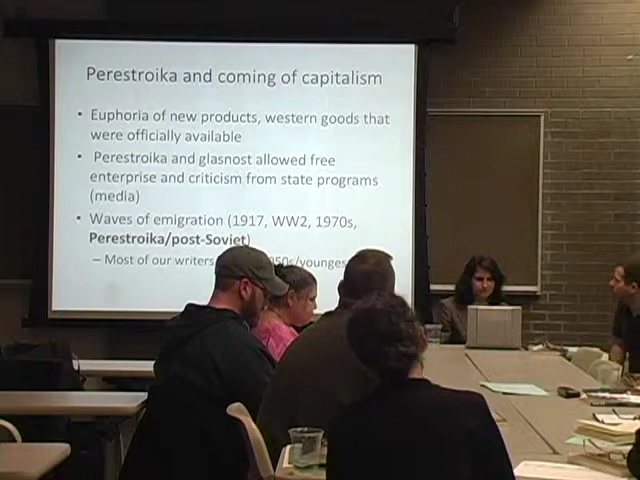 Perestroika and coming of capitalism
• Euphoria of new products, western goods that
were officially available
• Perestroika and glasnost allowed free
enterprise and criticism from state programs
(media)
• Waves of emigration (1917, WW2, 1970s,
Perestroika/post-Soviet)
– Most of our writers